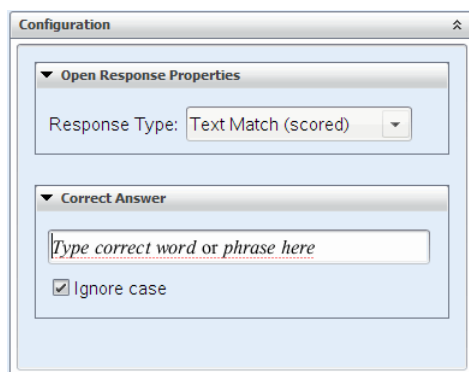 Configuration
Open Response Properties
Response Type: Text Match (scored)
Correct Answer
Type correct word or phrase here
Ignore case